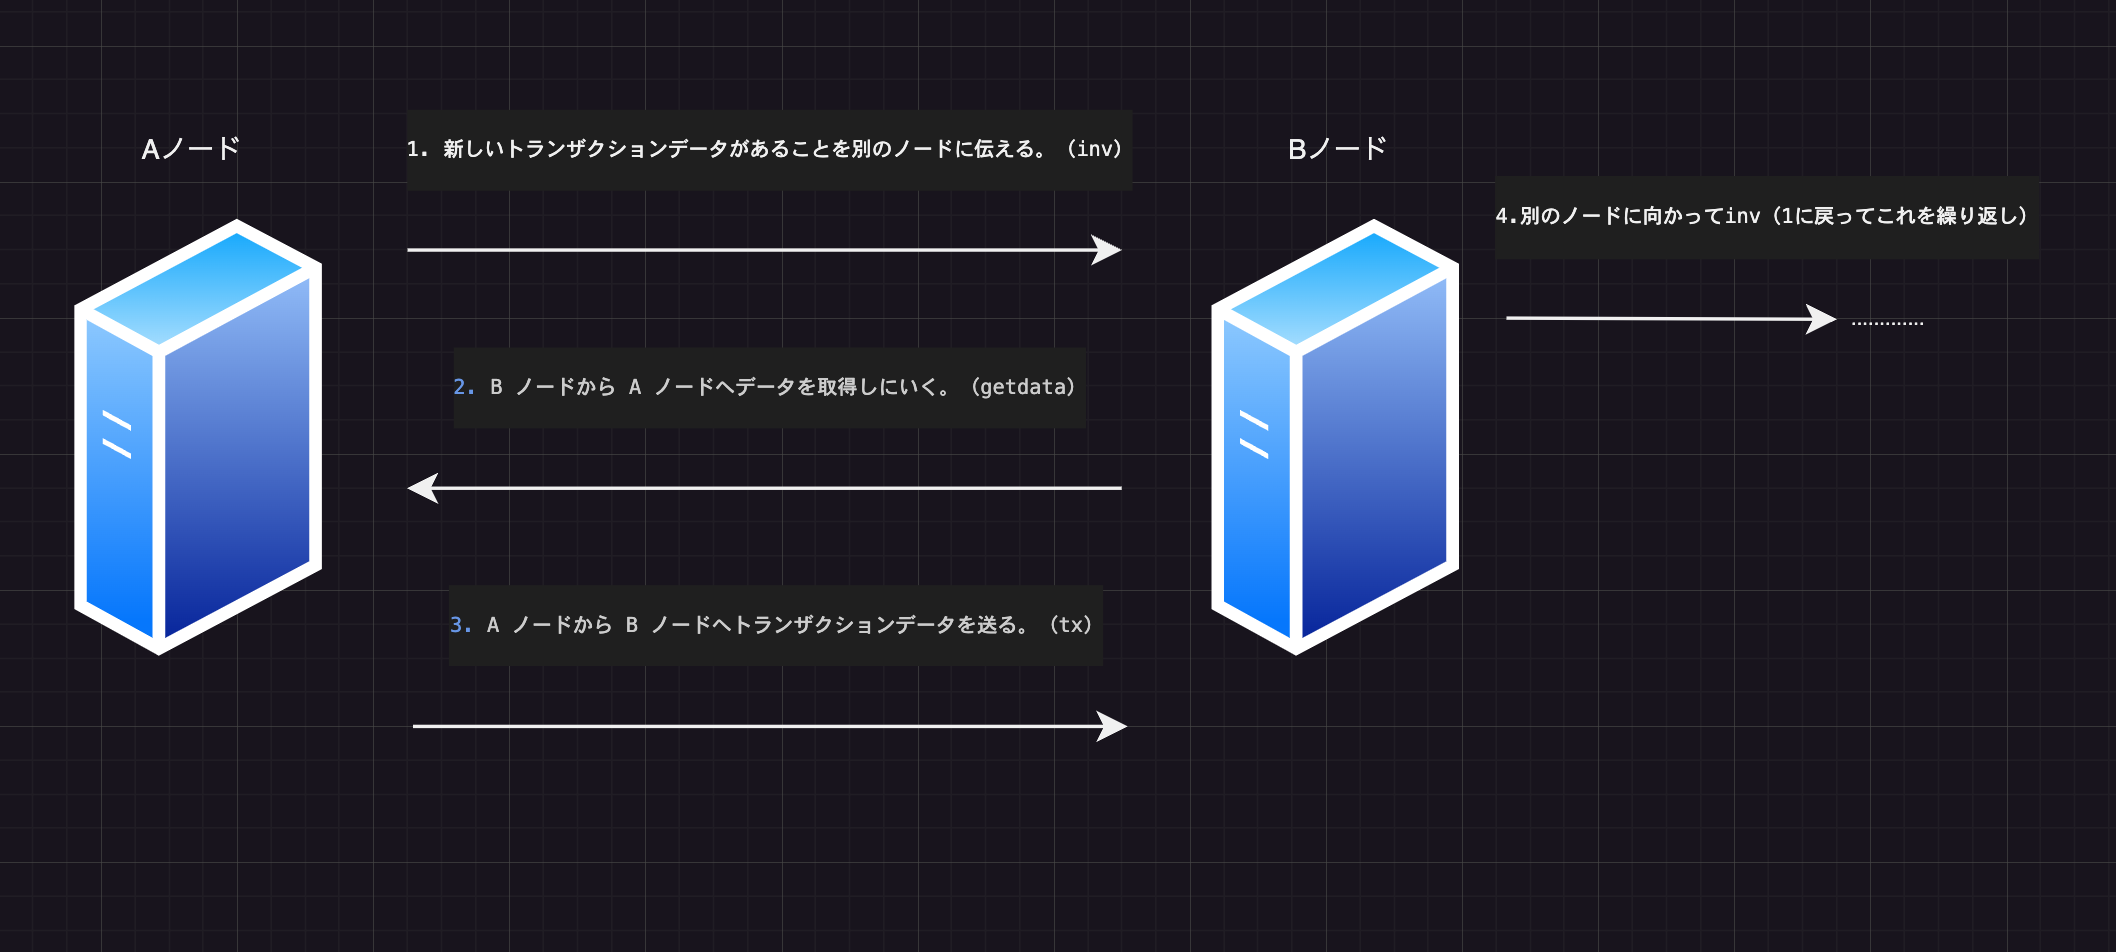 Aノード
1. 新しいトランザクションデータがあることを別のノードに伝える。（inv）
Bノード
4.別のノードに向かってinv（1に戻ってこれを繰り返し）
.............
2. B ノードから A ノードへデータを取得しにいく。（getdata）
3. A ノードから B ノードへトランザクションデータを送る。（tx）